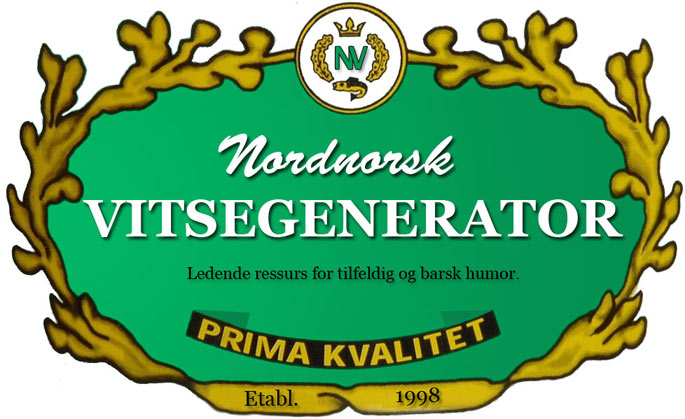 NV
Nordnorsk
VITSEGENERATOR
Ledende ressurs for tilfeldig og barsk humor.
PRIMA KVALITET
Etabl. 1998